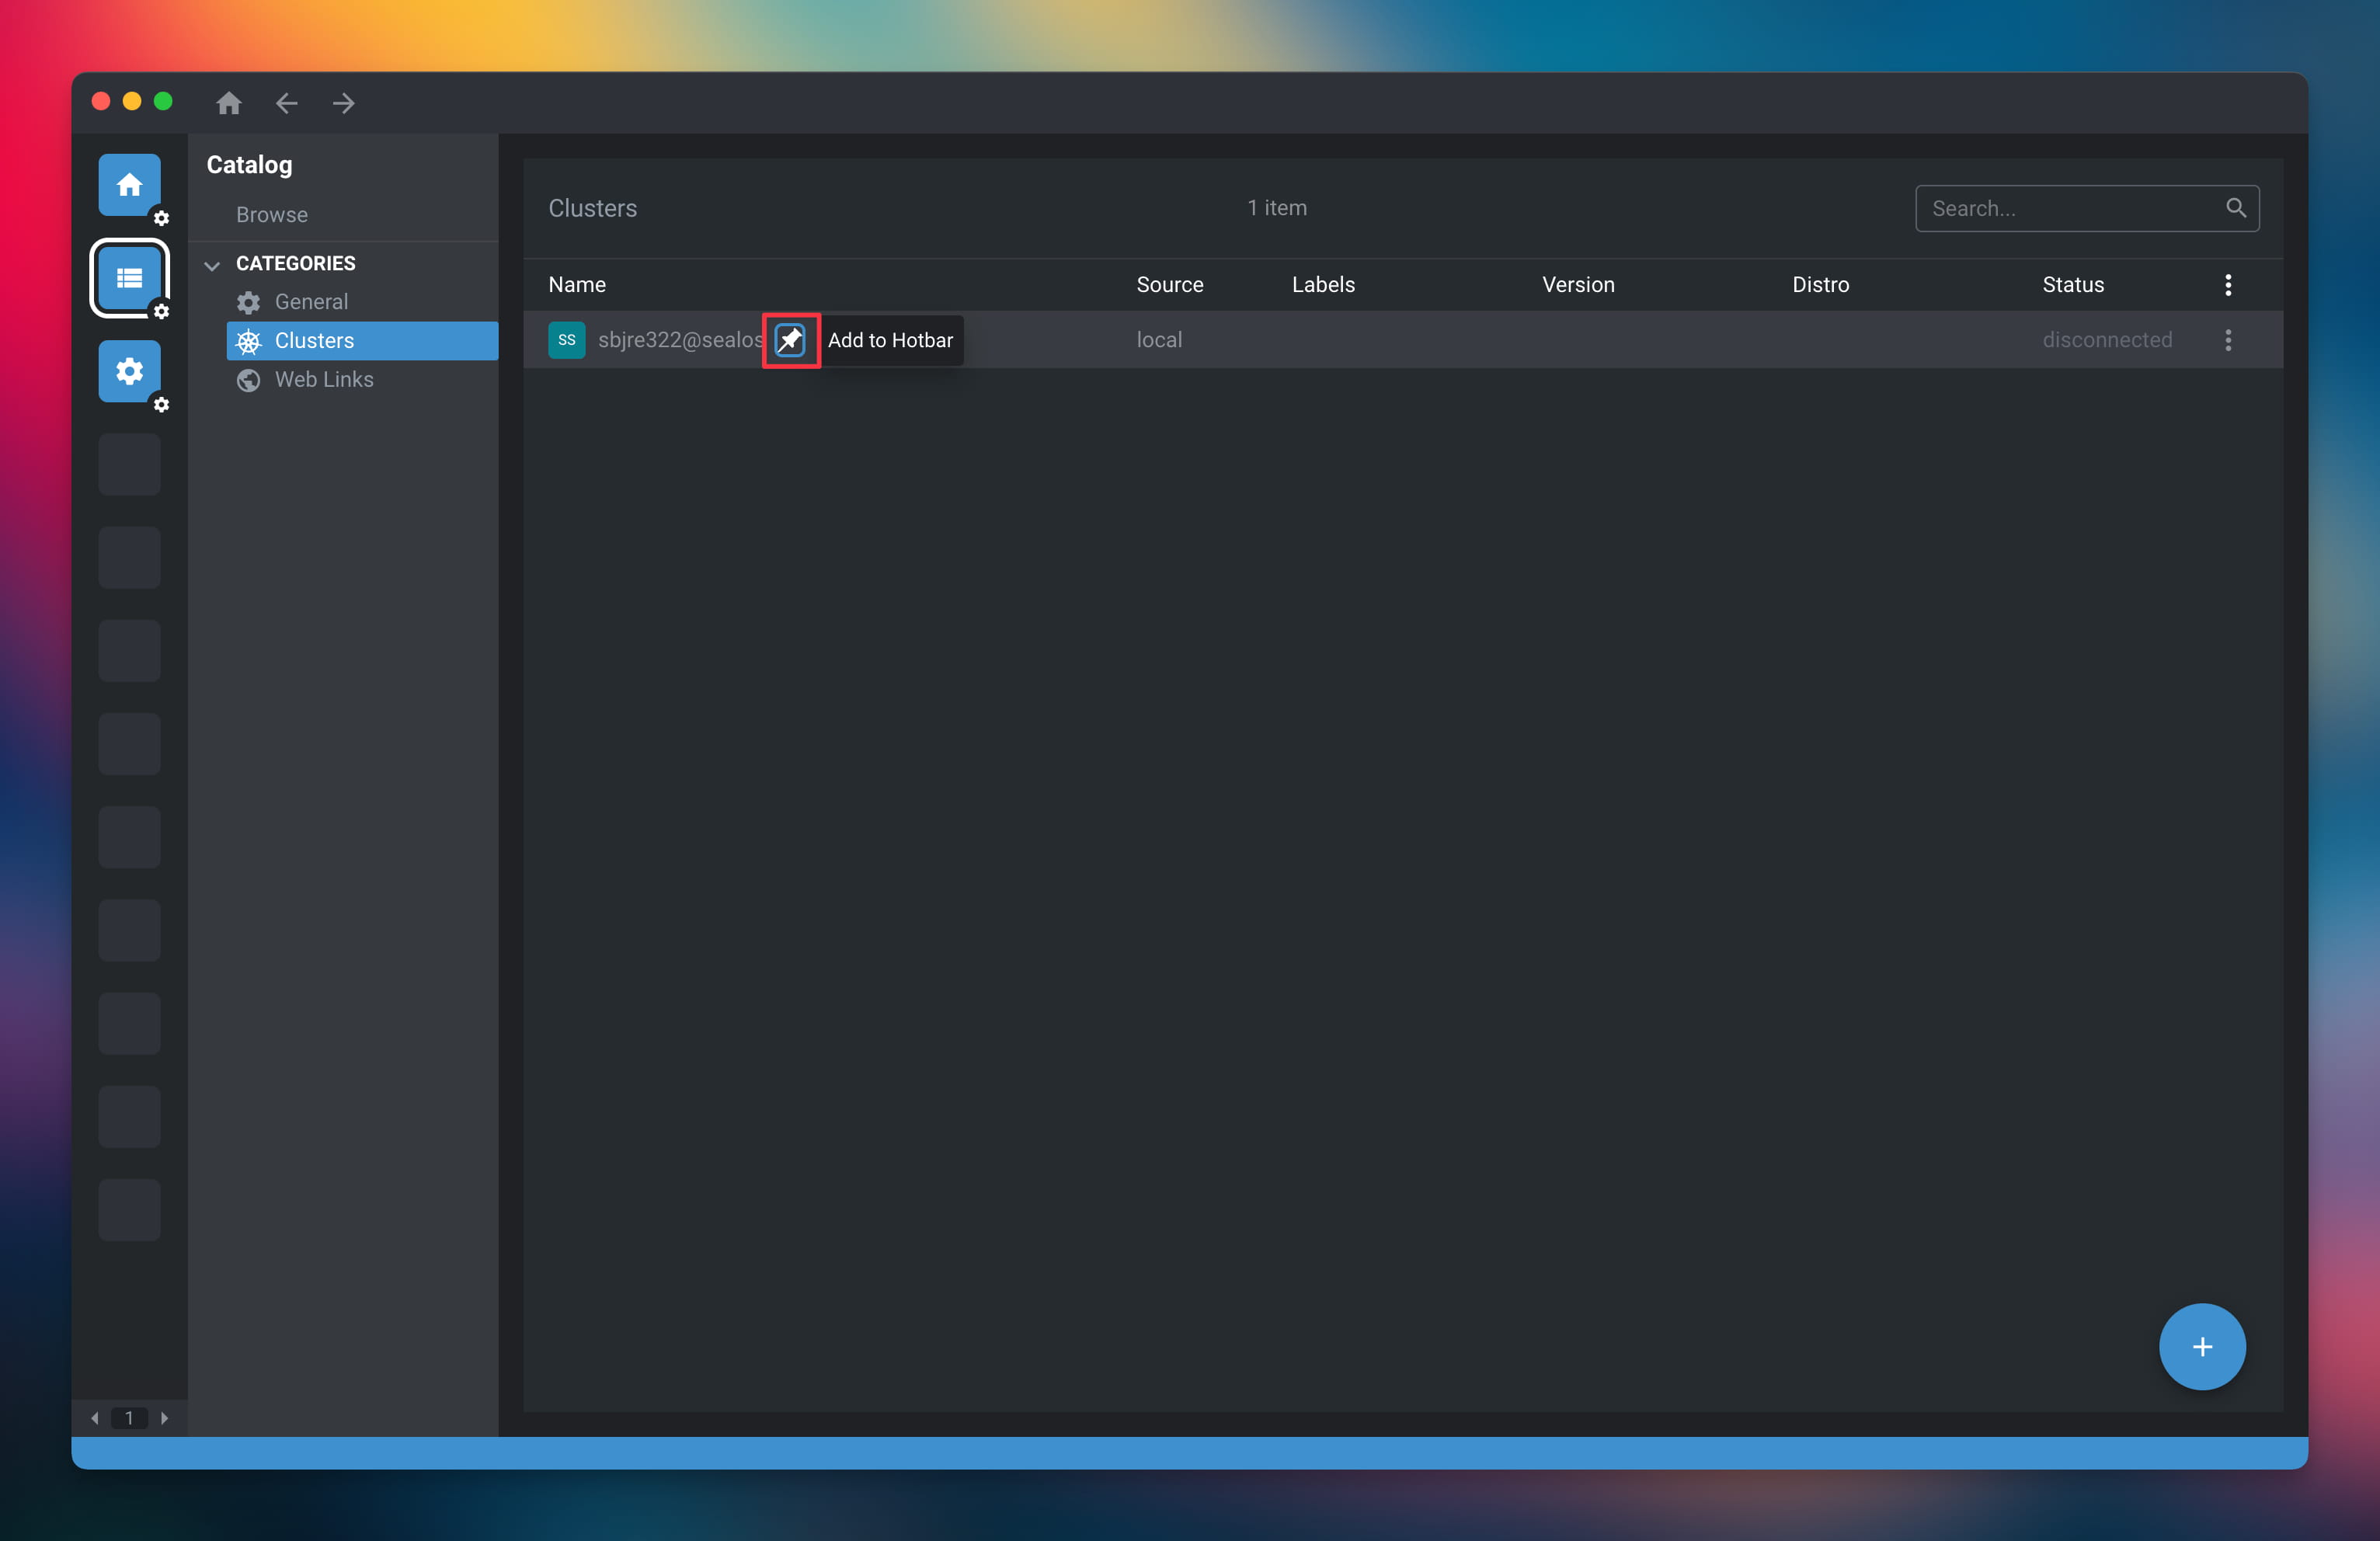 Catalog
Browse
CATEGORIES
General
Clusters
Web Links
1
Clusters
1 item
Search...
Name Source Labels Version Distro Status
SS sbjre322@sealos Add to Hotbar local disconnected